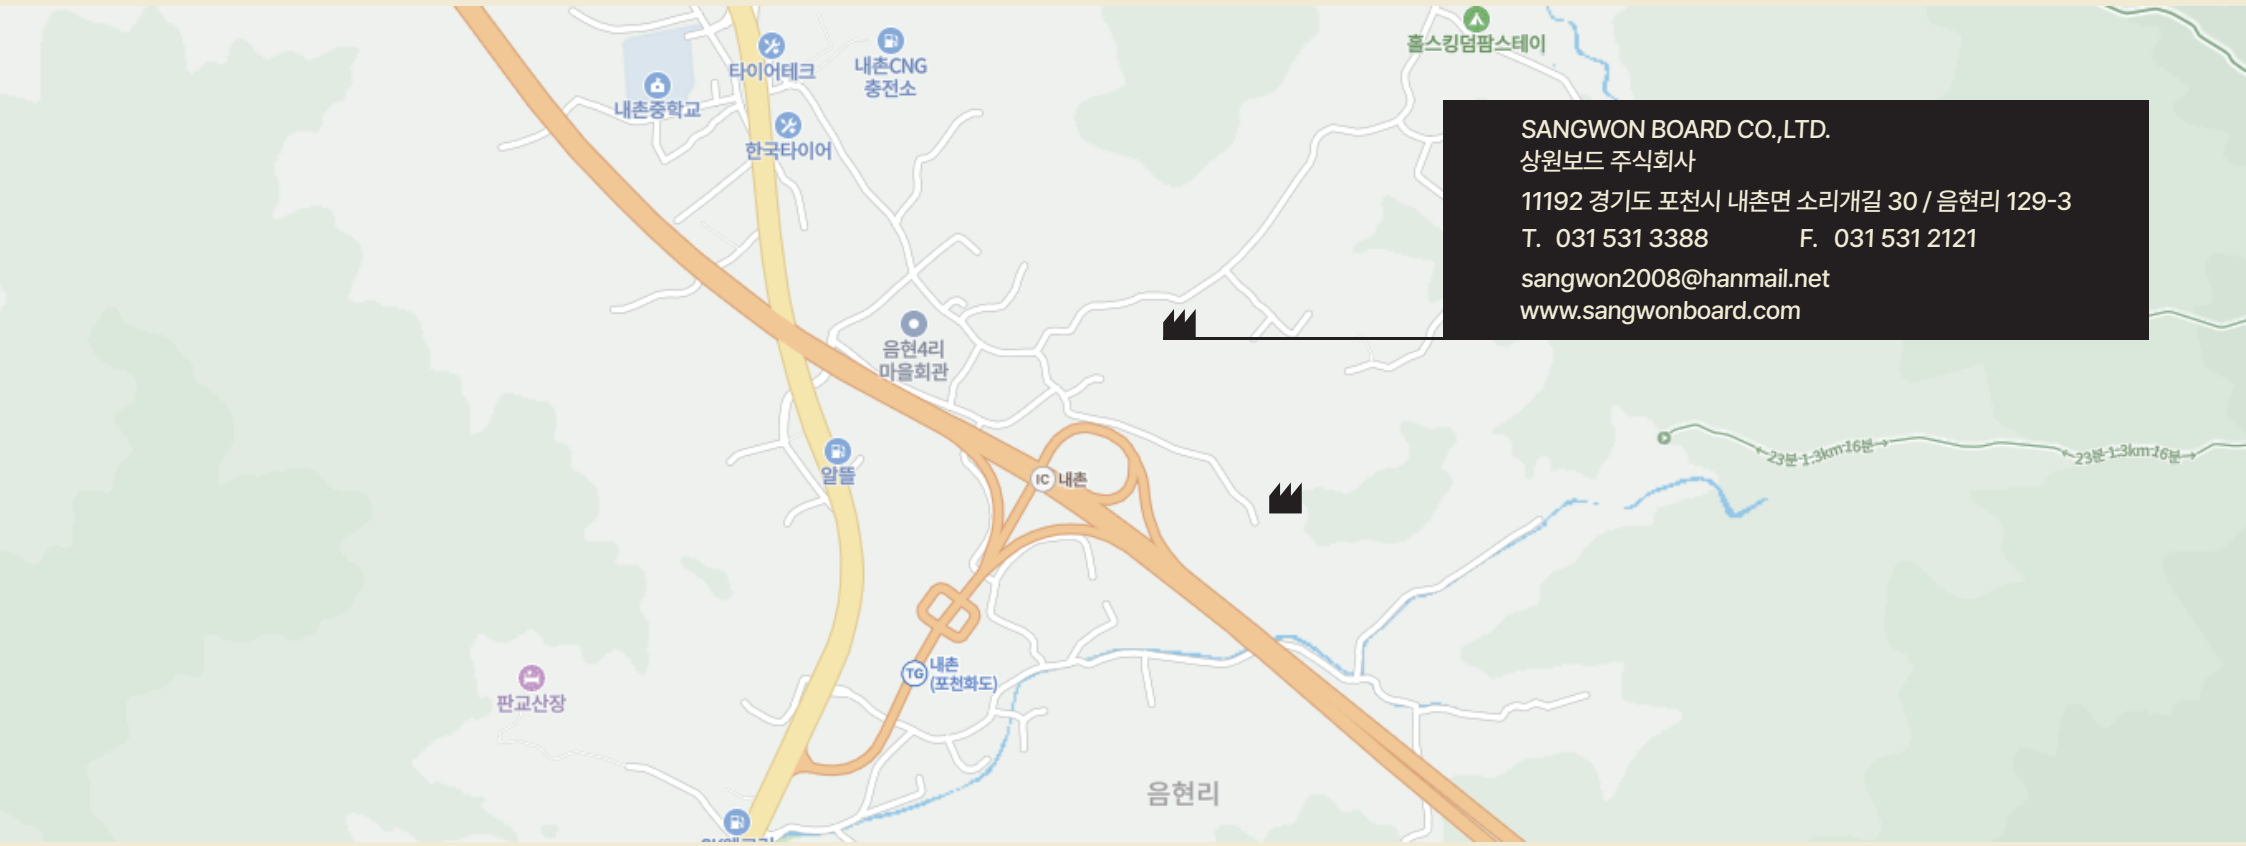 홀스킹덤팜스테이
타이어테크
내촌CNG
충전소
내촌중학교
한국타이어
SANGWON BOARD CO.,LTD.
상원보드 주식회사
11192 경기도 포천시 내촌면 소리개길 30 / 음현리 129-3
T. 031 531 3388 F. 031 531 2121
sangwon2008@hanmail.net
www.sangwonboard.com
음현4리
마을회관
알뜰
IC 내촌
23분 1.3km 16분
23분 1.3km 16분
TG 내촌
(포천화도)
판교산장
음현리